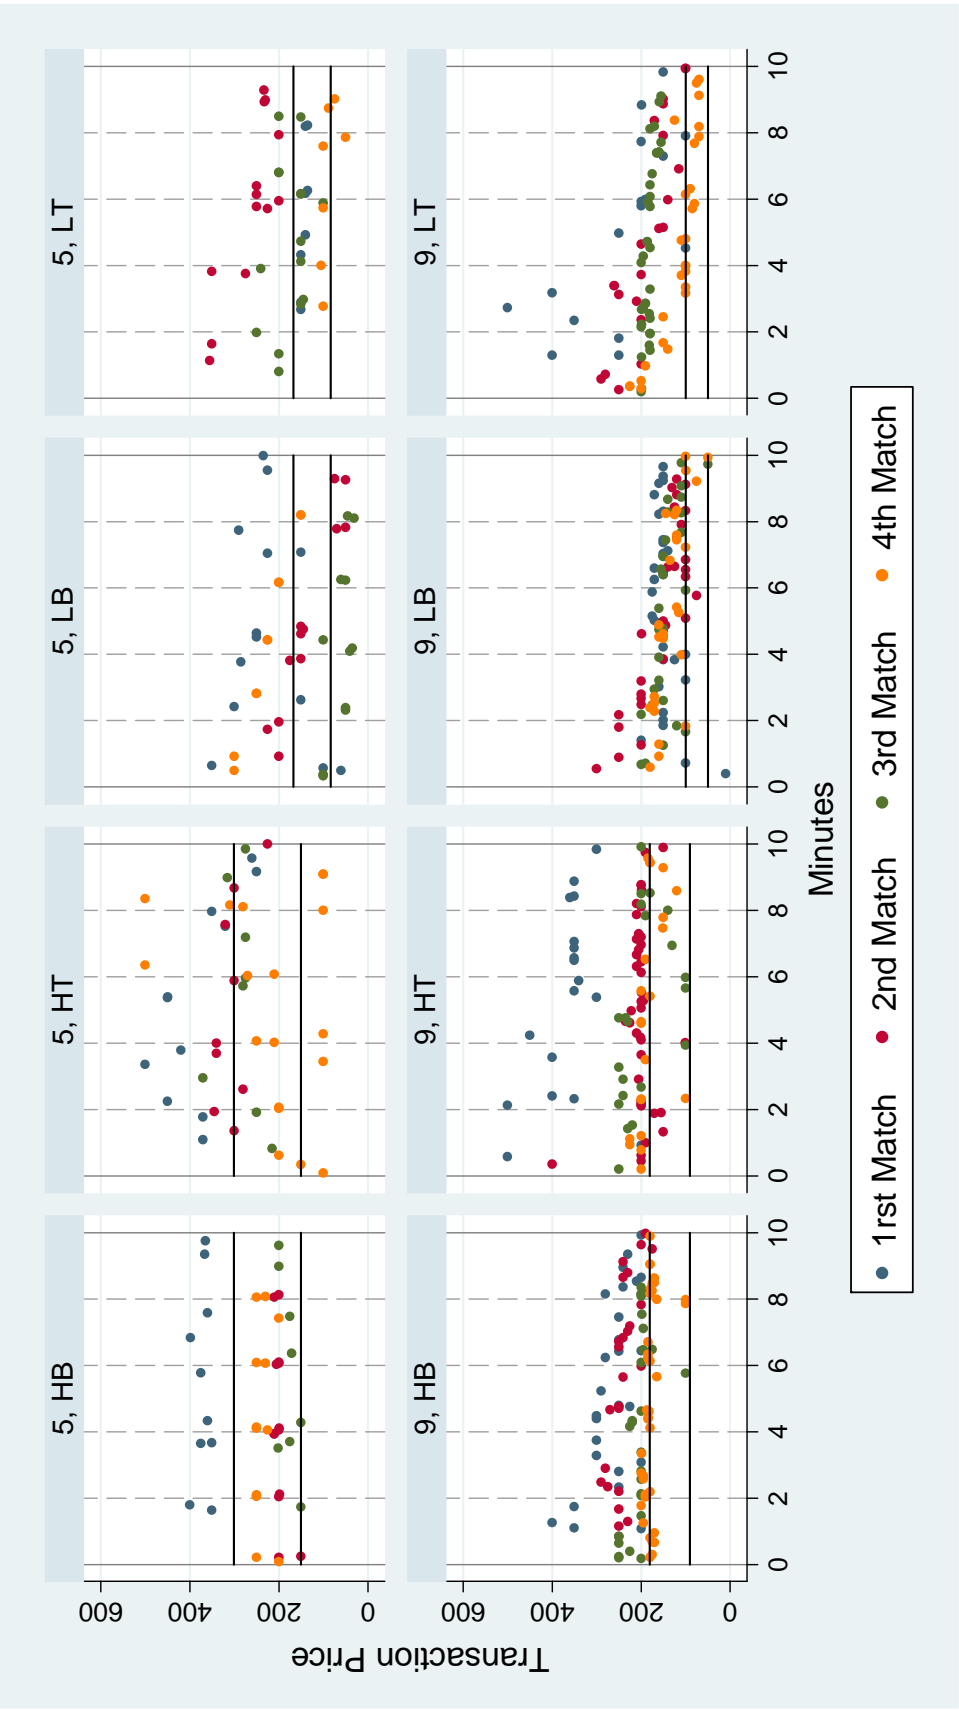 5, HB
5, HT
5, LB
5, LT
9, HB
9, HT
9, LB
9, LT
0 200 400 600
0 200 400 600
0 2 4 6 8 10
0 2 4 6 8 10
0 2 4 6 8 10
0 2 4 6 8 10
Transaction Price
Minutes
1rst Match 2nd Match 3rd Match 4th Match